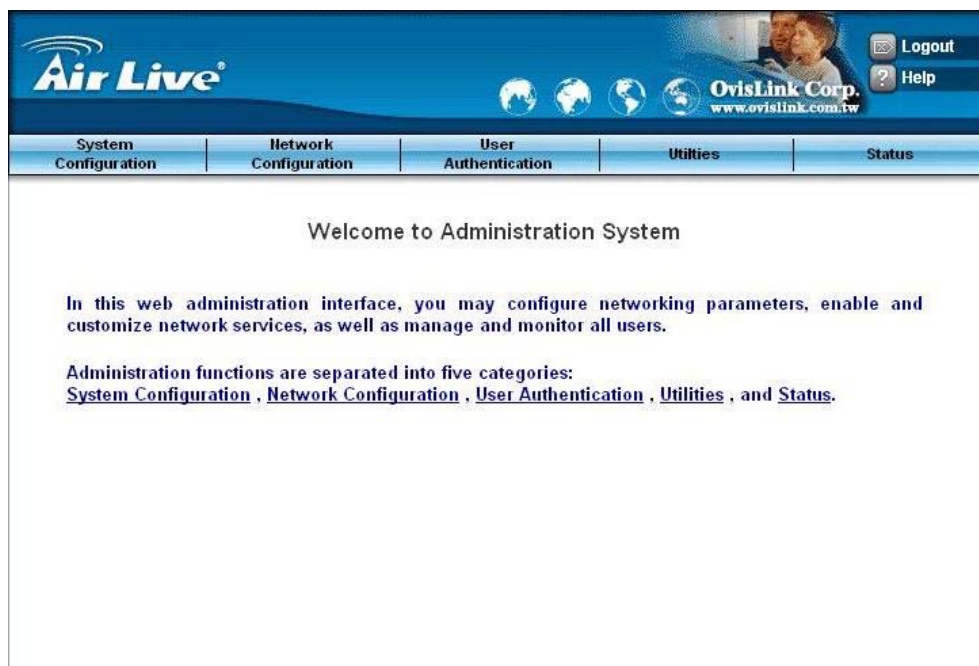 Air Live®
Logout
Help
OvisLink Corp.
www.ovislink.com.tw
System Configuration
Network Configuration
User Authentication
Utilties
Status
Welcome to Administration System
In this web administration interface, you may configure networking parameters, enable and
customize network services, as well as manage and monitor all users.
Administration functions are separated into five categories:
System Configuration , Network Configuration , User Authentication , Utilities , and Status.